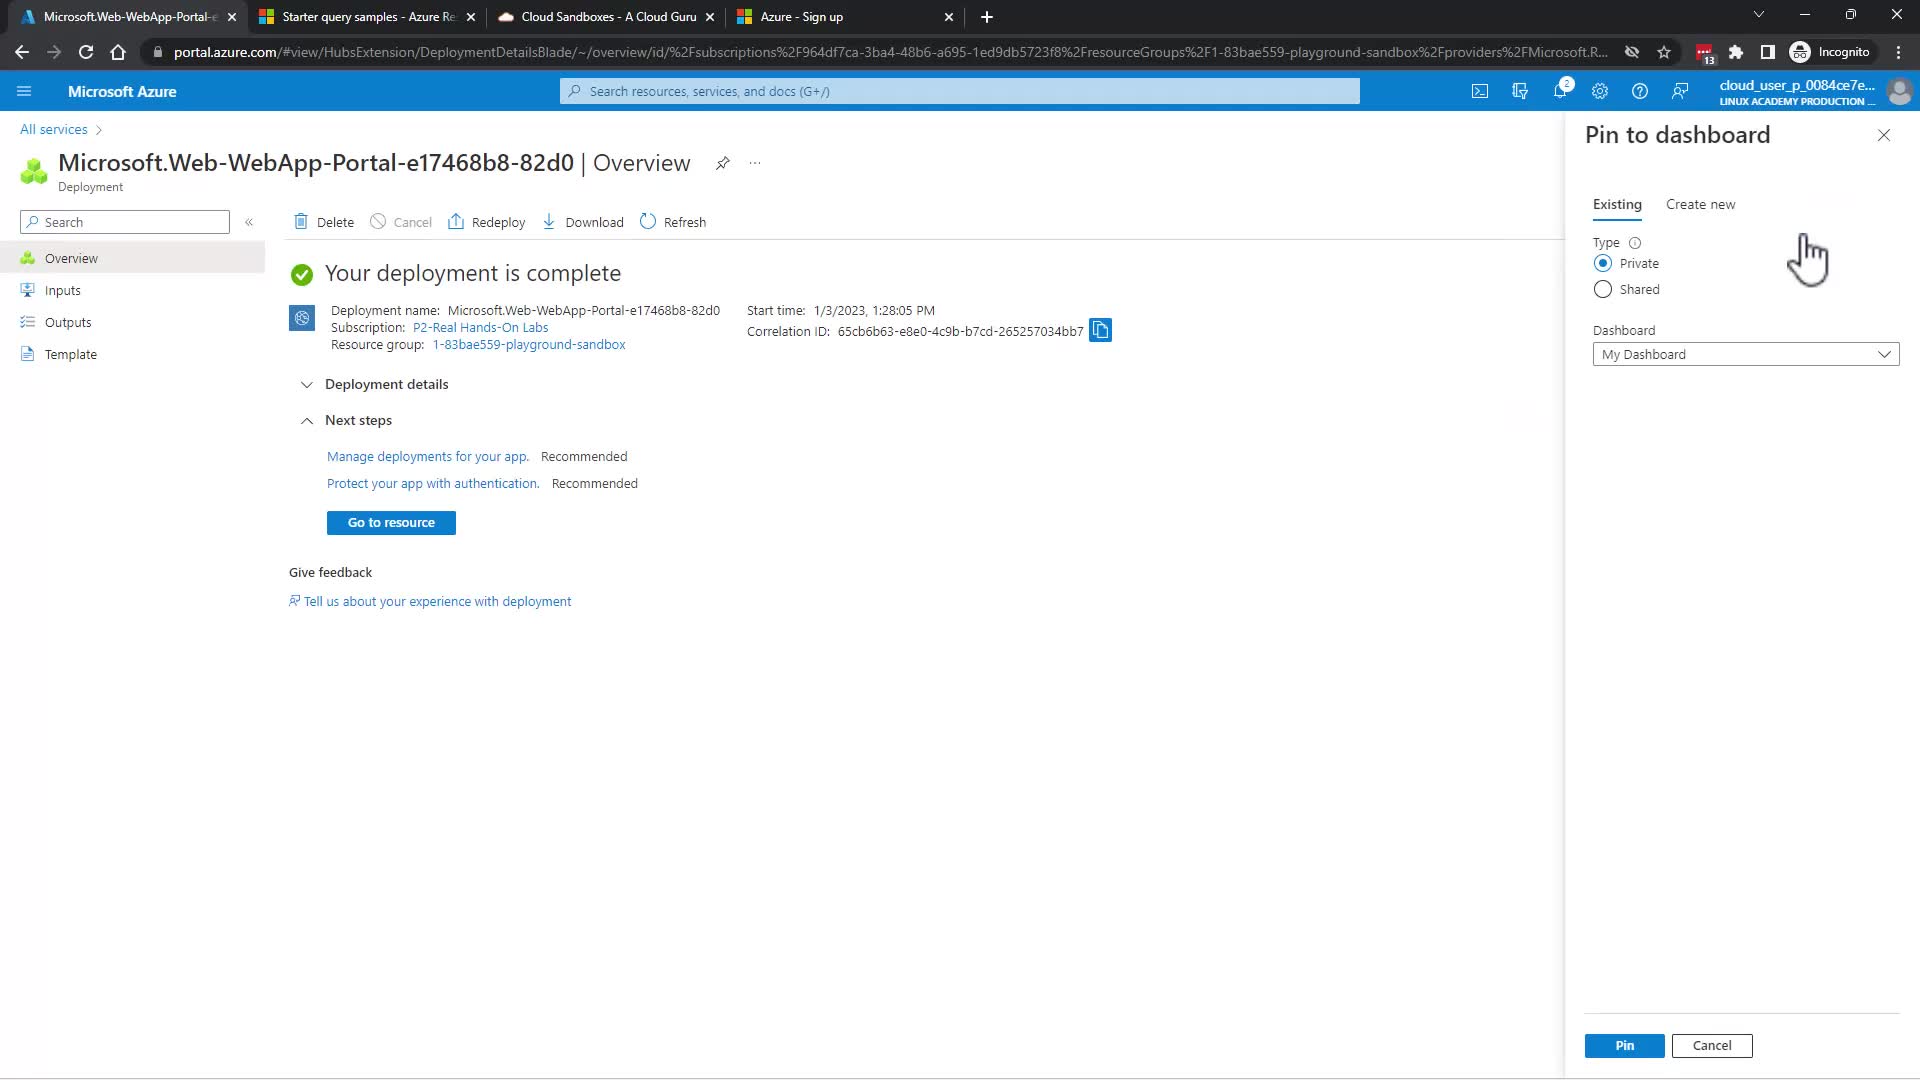 Microsoft.Web-WebApp-Portal-e
Starter query samples - Azure Re
Cloud Sandboxes - A Cloud Guru
Azure - Sign up
portal.azure.com/#view/HubsExtension/DeploymentDetailsBlade/~/overview/id/%2Fsubscriptions%2F964df7ca-3ba4-48b6-a695-1ed9db5723f8%2FresourceGroups%2F1-83bae559-playground-sandbox%2Fproviders%2FMicrosoft.R...
13
Incognito
Microsoft Azure
Search resources, services, and docs (G+/)
2
cloud_user_p_0084ce7e...
LINUX ACADEMY PRODUCTION ...
All services
Microsoft.Web-WebApp-Portal-e17468b8-82d0 | Overview
...
Deployment
Search
«
Overview
Inputs
Outputs
Template
Delete
Cancel
Redeploy
Download
Refresh
Your deployment is complete
Deployment name: Microsoft.Web-WebApp-Portal-e17468b8-82d0
Subscription: P2-Real Hands-On Labs
Resource group: 1-83bae559-playground-sandbox
Start time: 1/3/2023, 1:28:05 PM
Correlation ID: 65cb6b63-e8e0-4c9b-b7cd-265257034bb7
Deployment details
Next steps
Manage deployments for your app. Recommended
Protect your app with authentication. Recommended
Go to resource
Give feedback
Tell us about your experience with deployment
Pin to dashboard
Existing
Create new
Type
Private
Shared
Dashboard
My Dashboard
Pin
Cancel